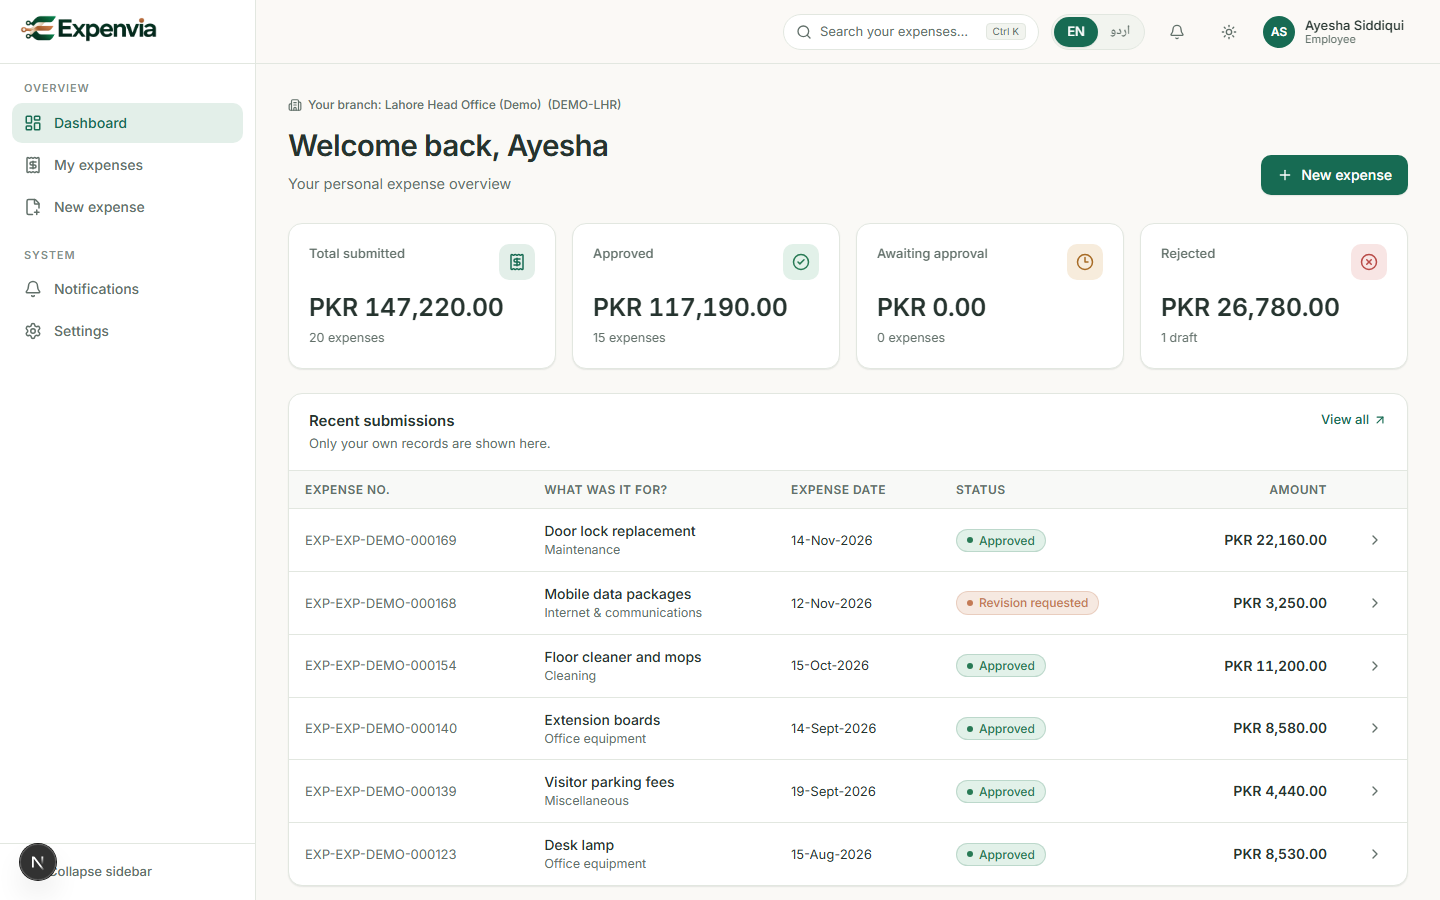 Expenvia
Search your expenses...
Ctrl K
EN
اردو
AS
Ayesha Siddiqui
Employee
OVERVIEW
Dashboard
My expenses
New expense
SYSTEM
Notifications
Settings
N
ollapse sidebar
Your branch: Lahore Head Office (Demo) (DEMO-LHR)
Welcome back, Ayesha
Your personal expense overview
+ New expense
Total submitted
PKR 147,220.00
20 expenses
Approved
PKR 117,190.00
15 expenses
Awaiting approval
PKR 0.00
0 expenses
Rejected
PKR 26,780.00
1 draft
Recent submissions
View all
Only your own records are shown here.
EXPENSE NO. WHAT WAS IT FOR? EXPENSE DATE STATUS AMOUNT
EXP-EXP-DEMO-000169 Door lock replacement 14-Nov-2026 Approved PKR 22,160.00
Maintenance
EXP-EXP-DEMO-000168 Mobile data packages 12-Nov-2026 Revision requested PKR 3,250.00
Internet & communications
EXP-EXP-DEMO-000154 Floor cleaner and mops 15-Oct-2026 Approved PKR 11,200.00
Cleaning
EXP-EXP-DEMO-000140 Extension boards 14-Sept-2026 Approved PKR 8,580.00
Office equipment
EXP-EXP-DEMO-000139 Visitor parking fees 19-Sept-2026 Approved PKR 4,440.00
Miscellaneous
EXP-EXP-DEMO-000123 Desk lamp 15-Aug-2026 Approved PKR 8,530.00
Office equipment